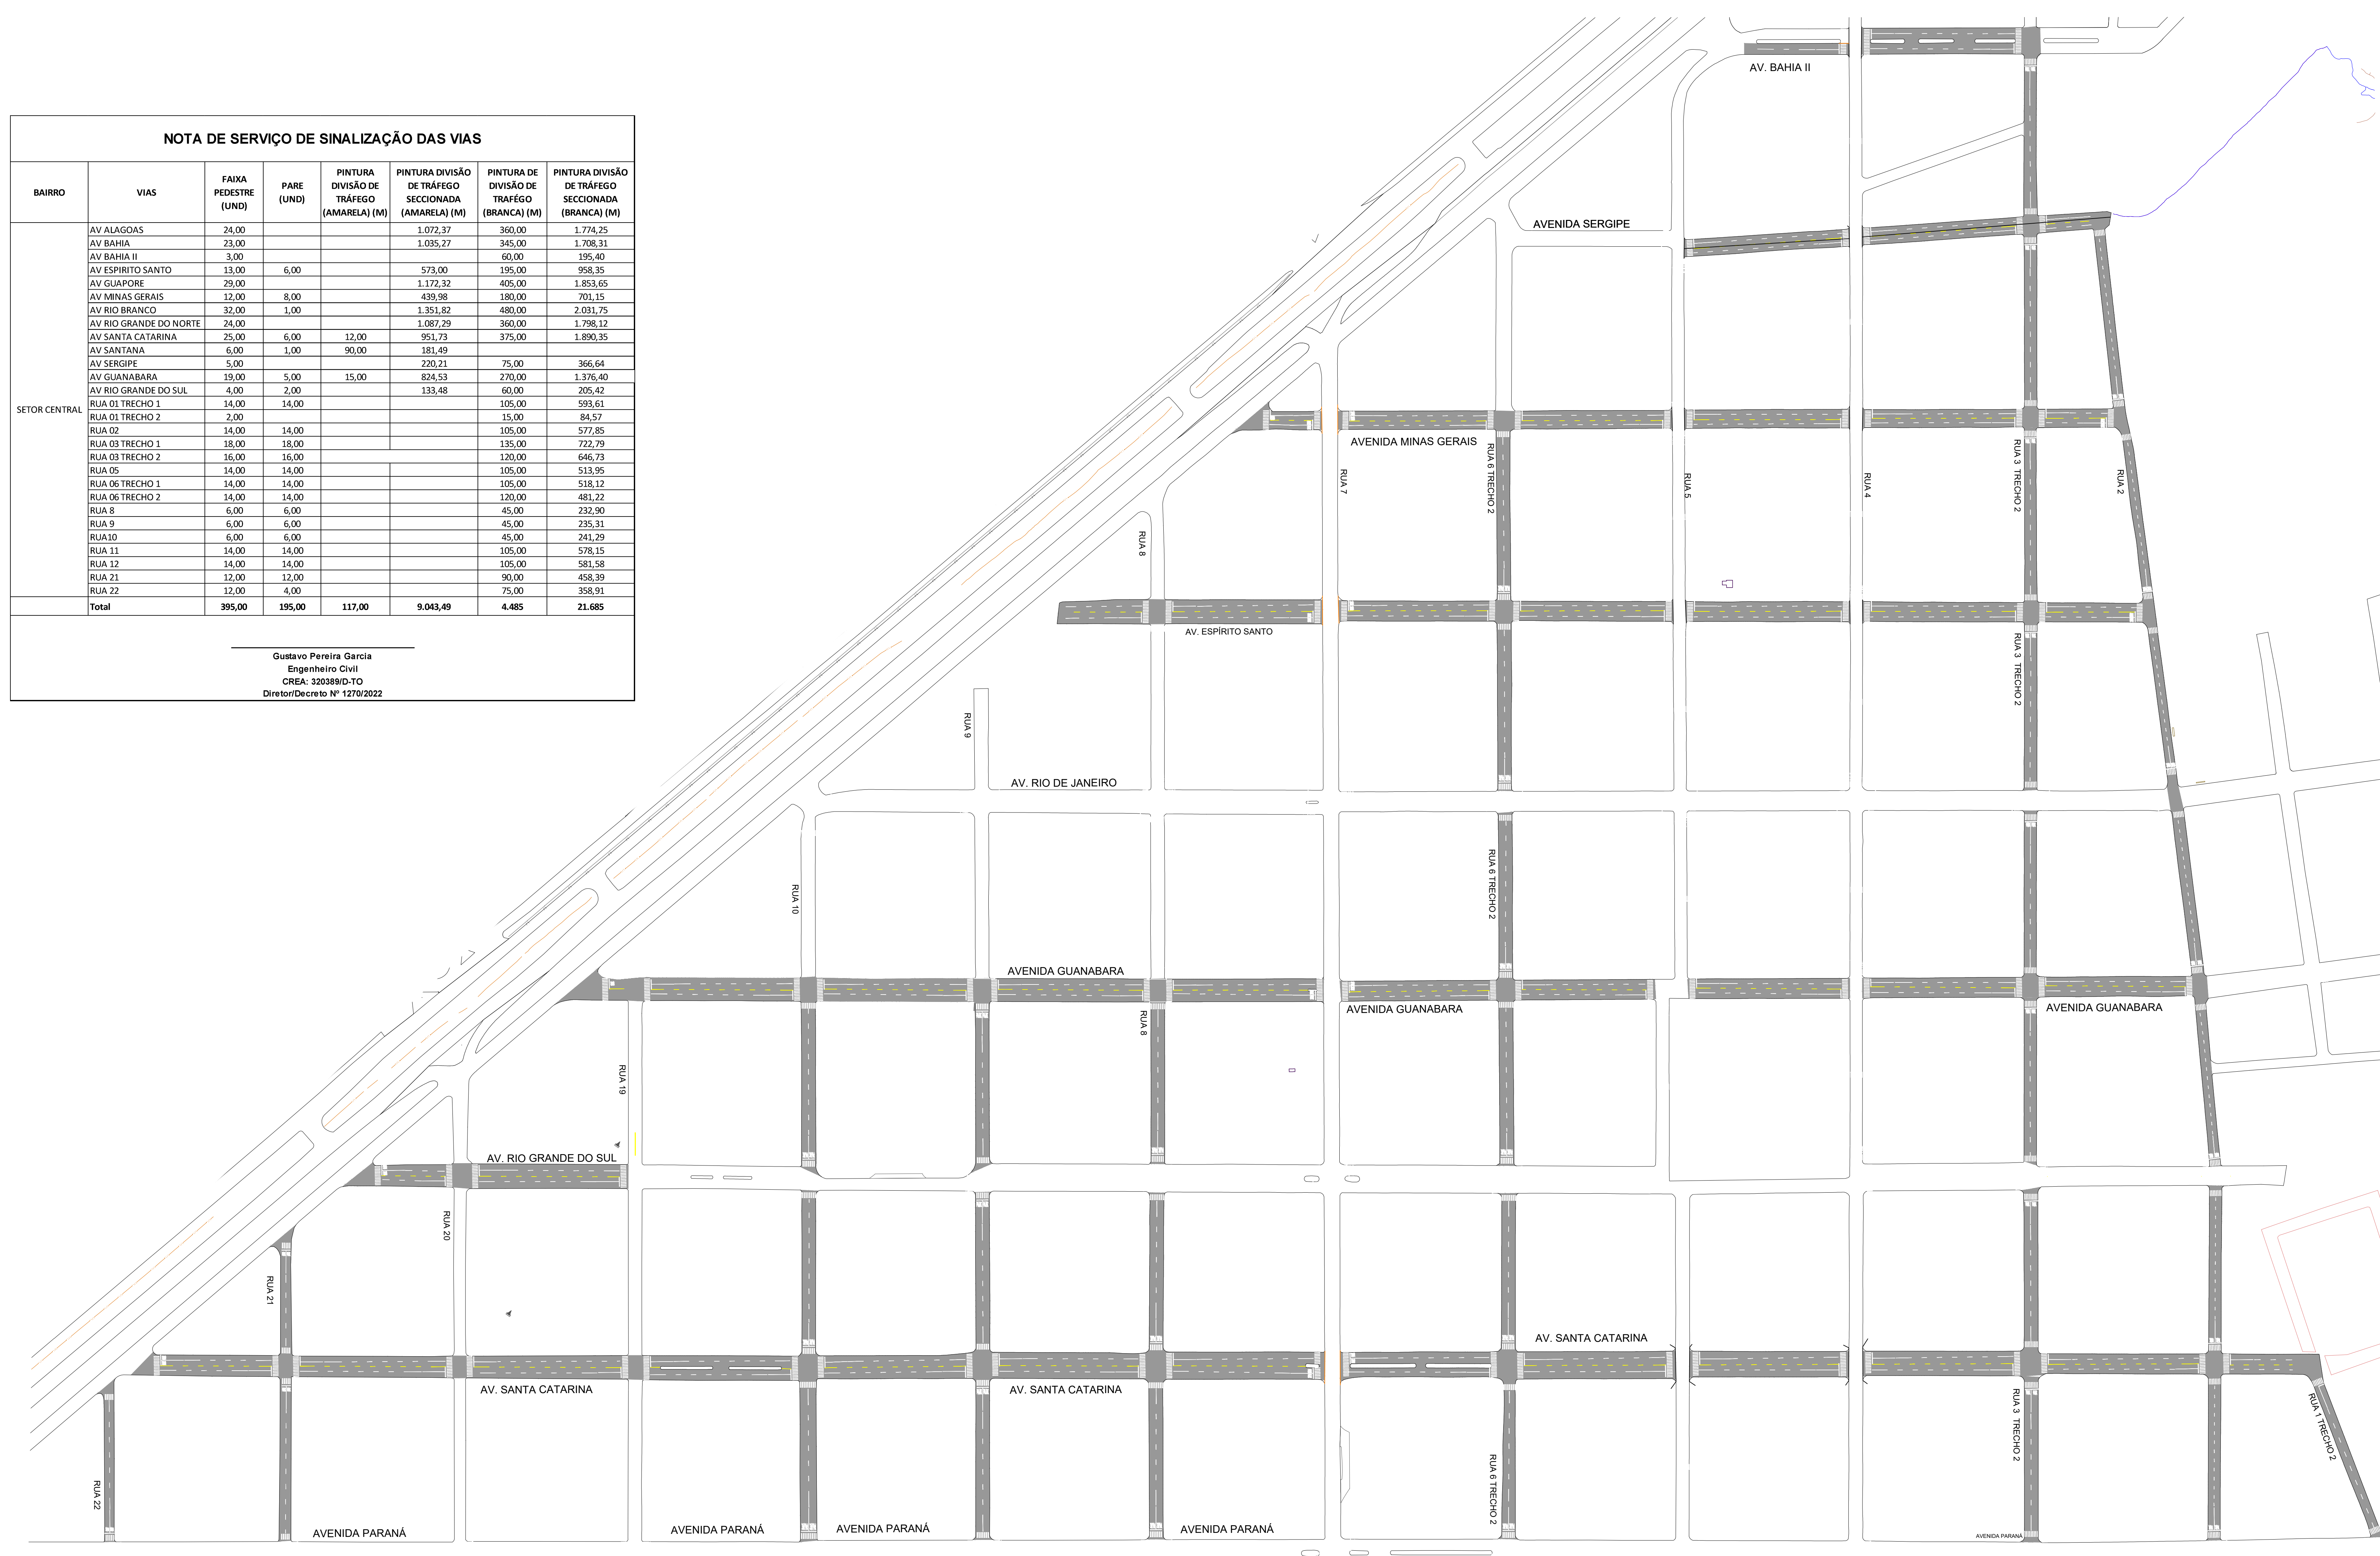 NOTA DE SERVIÇO DE SINALIZAÇÃO DAS VIAS
BAIRRO VIAS FAIXA PEDESTRE (UND) PARE (UND) PINTURA DIVISÃO DE TRÁFEGO (AMARELA) (M) PINTURA DIVISÃO DE TRÁFEGO SECCIONADA (AMARELA) (M) PINTURA DE DIVISÃO DE TRAFÉGO (BRANCA) (M) PINTURA DIVISÃO DE TRÁFEGO SECCIONADA (BRANCA) (M)
SETOR CENTRAL
AV ALAGOAS 24,00 1.072,37 360,00 1.774,25
AV BAHIA 23,00 1.035,27 345,00 1.708,31
AV BAHIA II 3,00 60,00 195,40
AV ESPIRITO SANTO 13,00 6,00 573,00 195,00 958,35
AV GUAPORE 29,00 1.172,32 405,00 1.853,65
AV MINAS GERAIS 12,00 8,00 439,98 180,00 701,15
AV RIO BRANCO 32,00 1,00 1.351,82 480,00 2.031,75
AV RIO GRANDE DO NORTE 24,00 1.087,29 360,00 1.798,12
AV SANTA CATARINA 25,00 6,00 12,00 951,73 375,00 1.890,35
AV SANTANA 6,00 1,00 90,00 181,49
AV SERGIPE 5,00 220,21 75,00 366,64
AV GUANABARA 19,00 5,00 15,00 824,53 270,00 1.376,40
AV RIO GRANDE DO SUL 4,00 2,00 133,48 60,00 205,42
RUA 01 TRECHO 1 14,00 14,00 105,00 593,61
RUA 01 TRECHO 2 2,00 15,00 84,57
RUA 02 14,00 14,00 105,00 577,85
RUA 03 TRECHO 1 18,00 18,00 135,00 722,79
RUA 03 TRECHO 2 16,00 16,00 120,00 646,73
RUA 05 14,00 14,00 105,00 513,95
RUA 06 TRECHO 1 14,00 14,00 105,00 518,12
RUA 06 TRECHO 2 14,00 14,00 120,00 481,22
RUA 8 6,00 6,00 45,00 232,90
RUA 9 6,00 6,00 45,00 235,31
RUA10 6,00 6,00 45,00 241,29
RUA 11 14,00 14,00 105,00 578,15
RUA 12 14,00 14,00 105,00 581,58
RUA 21 12,00 12,00 90,00 458,39
RUA 22 12,00 4,00 75,00 358,91
Total 395,00 195,00 117,00 9.043,49 4.485 21.685
Gustavo Pereira Garcia
Engenheiro Civil
CREA: 320389/D-TO
Diretor/Decreto Nº 1270/2022
AV. BAHIA II
AVENIDA SERGIPE
AVENIDA MINAS GERAIS
RUA 7
RUA 6 TRECHO 2
RUA 5
RUA 4
RUA 3 TRECHO 2
RUA 2
RUA 8
AV. ESPÍRITO SANTO
RUA 3 TRECHO 2
RUA 9
AV. RIO DE JANEIRO
RUA 10
RUA 6 TRECHO 2
AVENIDA GUANABARA
AVENIDA GUANABARA
AVENIDA GUANABARA
RUA 8
RUA 19
AV. RIO GRANDE DO SUL
RUA 20
RUA 21
AV. SANTA CATARINA
AV. SANTA CATARINA
AV. SANTA CATARINA
RUA 3 TRECHO 2
RUA 1 TRECHO 2
RUA 22
RUA 6 TRECHO 2
AVENIDA PARANÁ
AVENIDA PARANÁ
AVENIDA PARANÁ
AVENIDA PARANÁ
AVENIDA PARANÁ